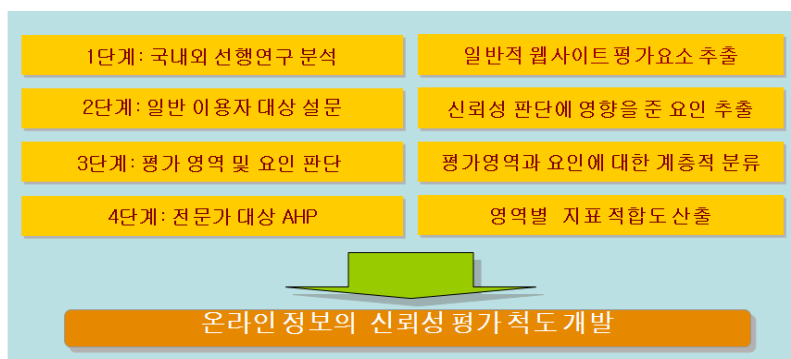 1단계: 국내외 선행연구 분석
일반적 웹사이트 평가요소 추출
2단계: 일반 이용자 대상 설문
신뢰성 판단에 영향을 준 요인 추출
3단계: 평가 영역 및 요인 판단
평가영역과 요인에 대한 계층적 분류
4단계: 전문가 대상 AHP
영역별 지표 적합도 산출
온라인 정보의 신뢰성 평가 척도 개발